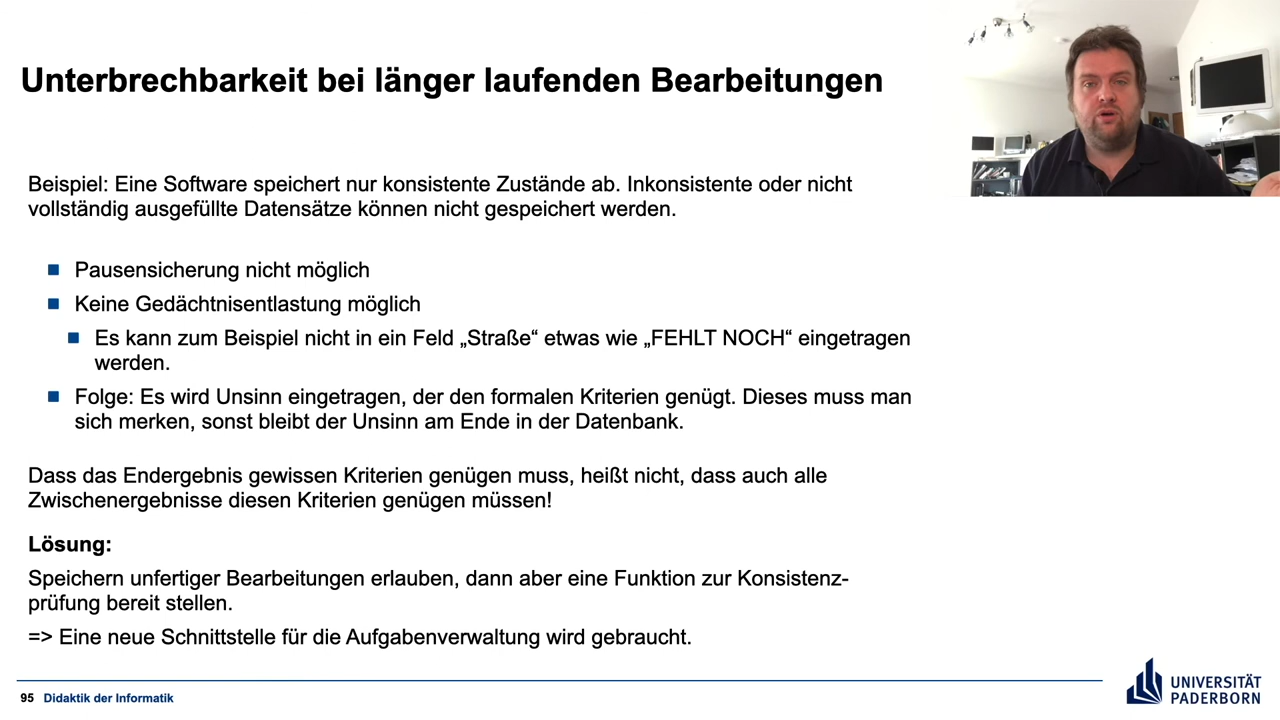 Unterbrechbarkeit bei länger laufenden Bearbeitungen
Beispiel: Eine Software speichert nur konsistente Zustände ab. Inkonsistente oder nicht
vollständig ausgefüllte Datensätze können nicht gespeichert werden.
Pausensicherung nicht möglich
Keine Gedächtnisentlastung möglich
Es kann zum Beispiel nicht in ein Feld „Straße“ etwas wie „FEHLT NOCH“ eingetragen
werden.
Folge: Es wird Unsinn eingetragen, der den formalen Kriterien genügt. Dieses muss man
sich merken, sonst bleibt der Unsinn am Ende in der Datenbank.
Dass das Endergebnis gewissen Kriterien genügen muss, heißt nicht, dass auch alle
Zwischenergebnisse diesen Kriterien genügen müssen!
Lösung:
Speichern unfertiger Bearbeitungen erlauben, dann aber eine Funktion zur Konsistenz-
prüfung bereit stellen.
=> Eine neue Schnittstelle für die Aufgabenverwaltung wird gebraucht.
95 Didaktik der Informatik
UNIVERSITÄT
PADERBORN